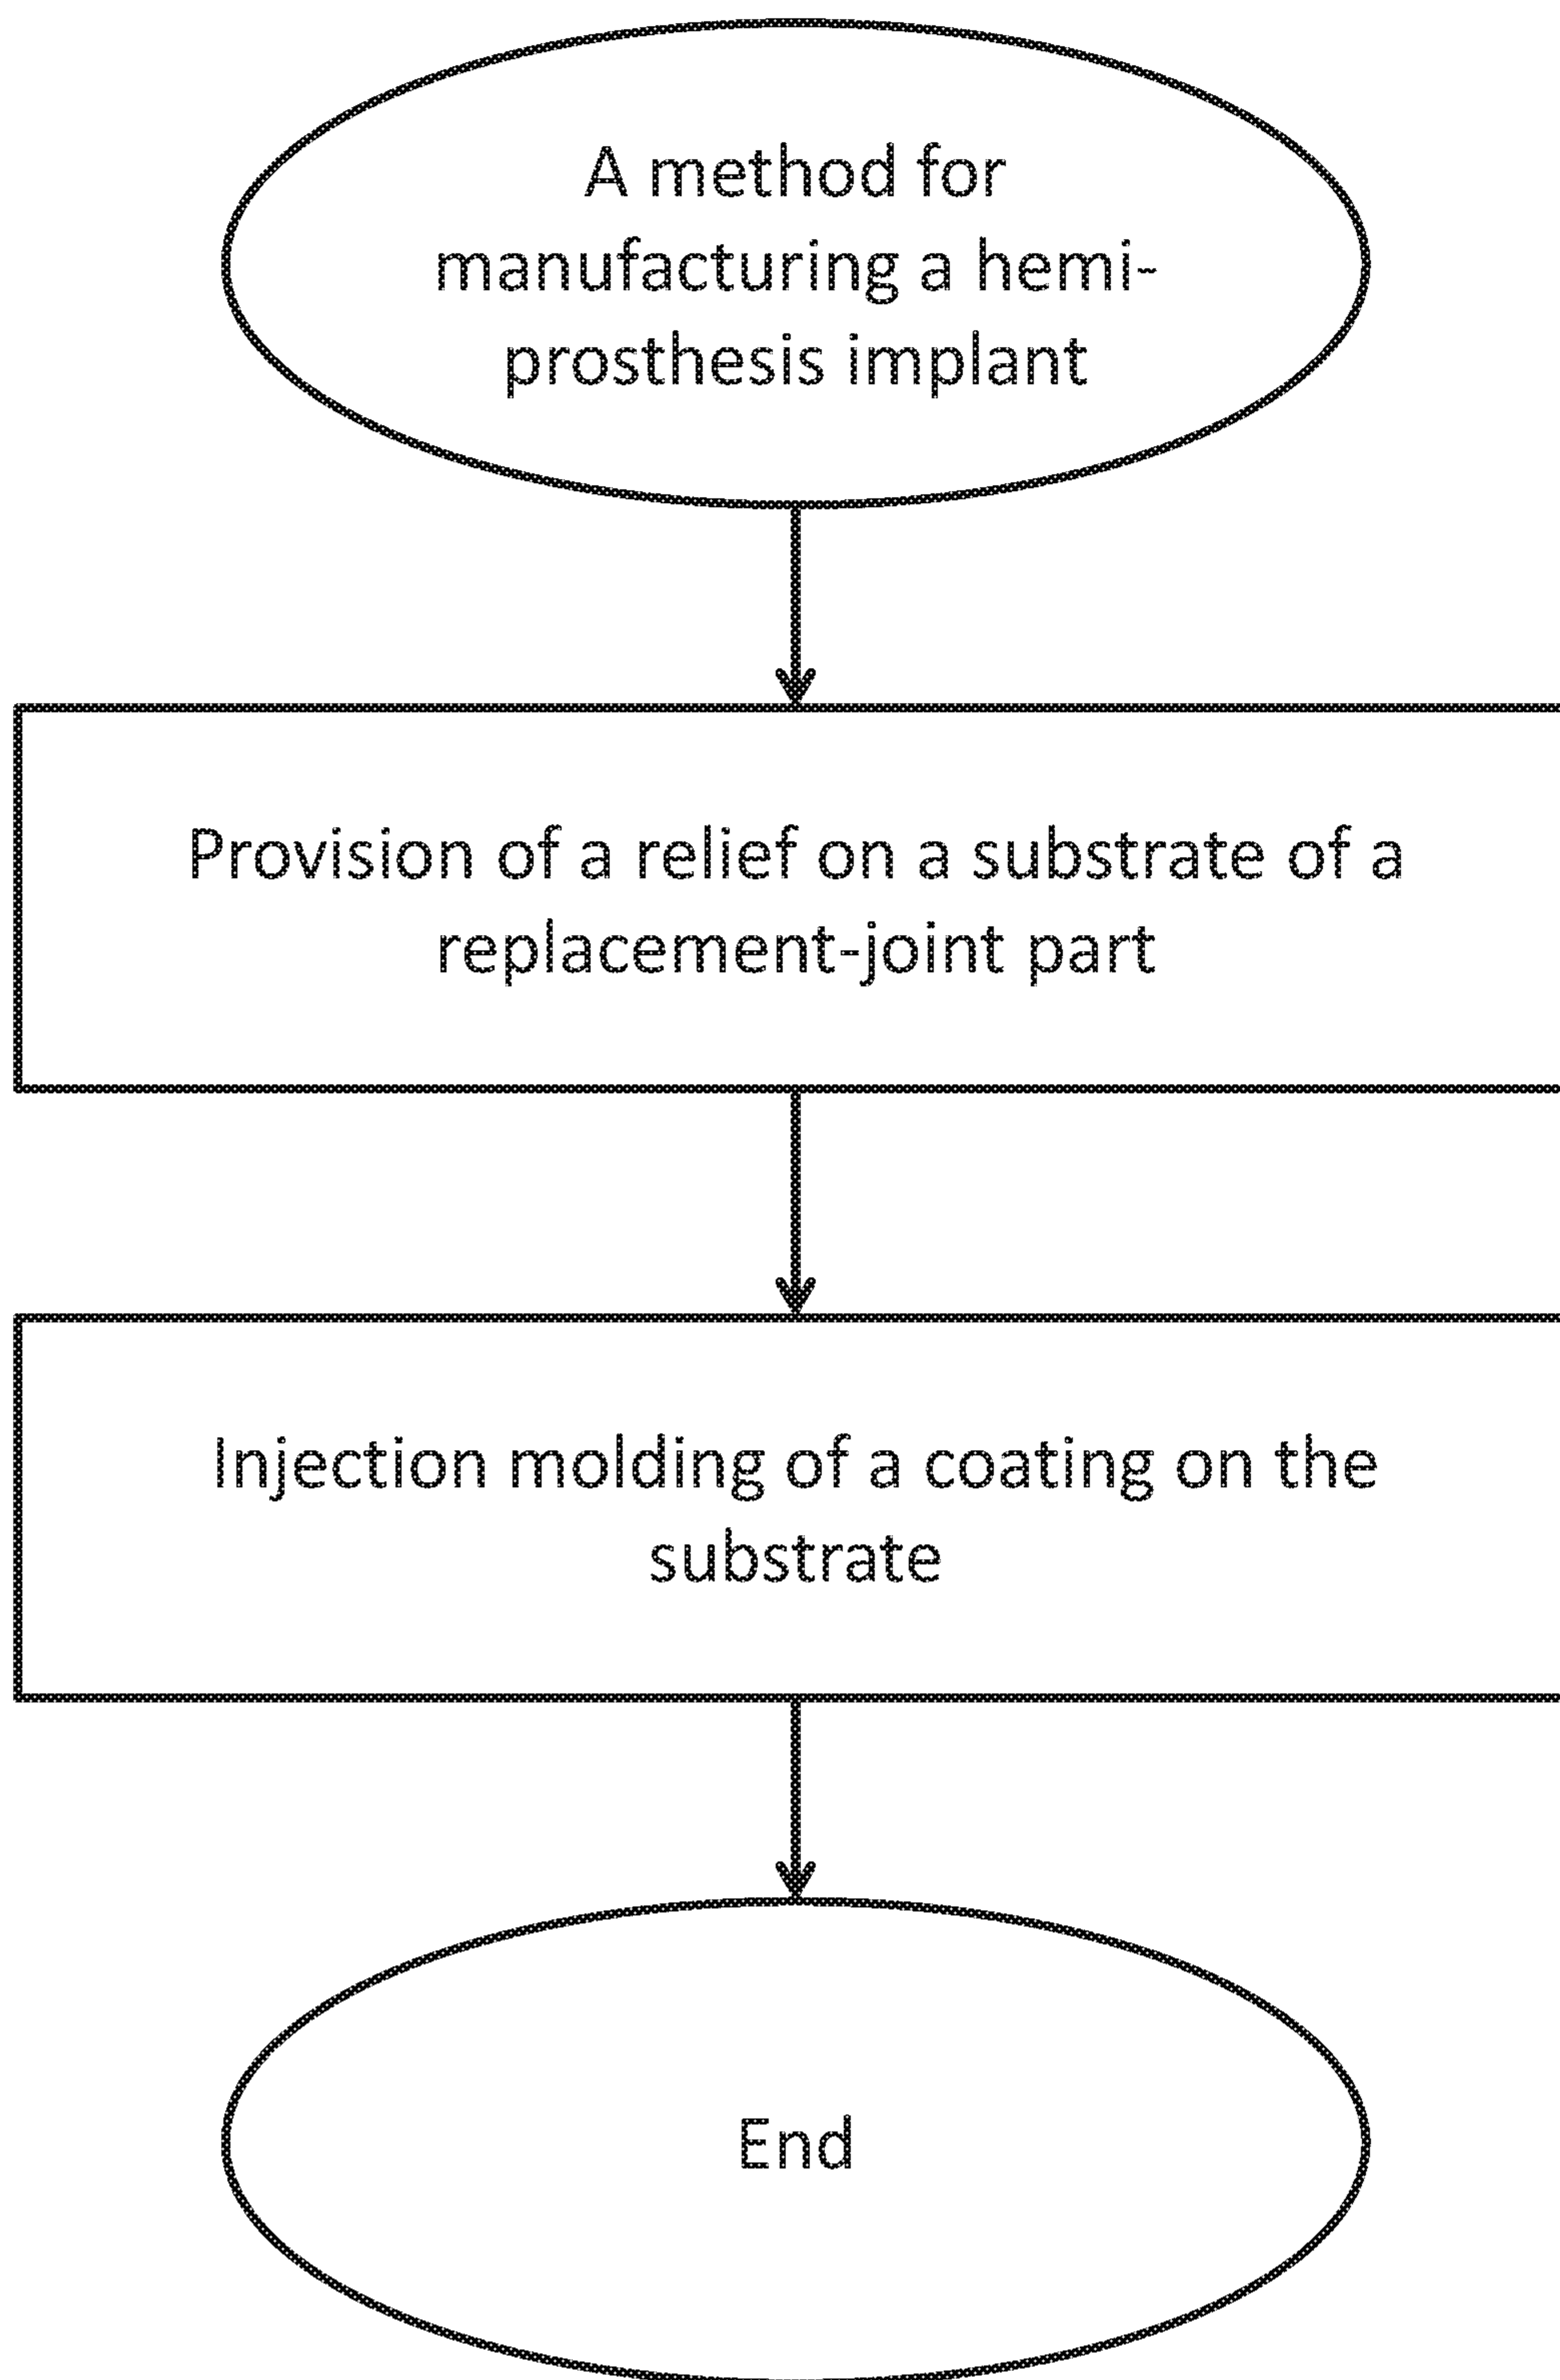 A method for
manufacturing a hemi-
prosthesis implant
Provision of a relief on a substrate of a
replacement-joint part
Injection molding of a coating on the
substrate
End